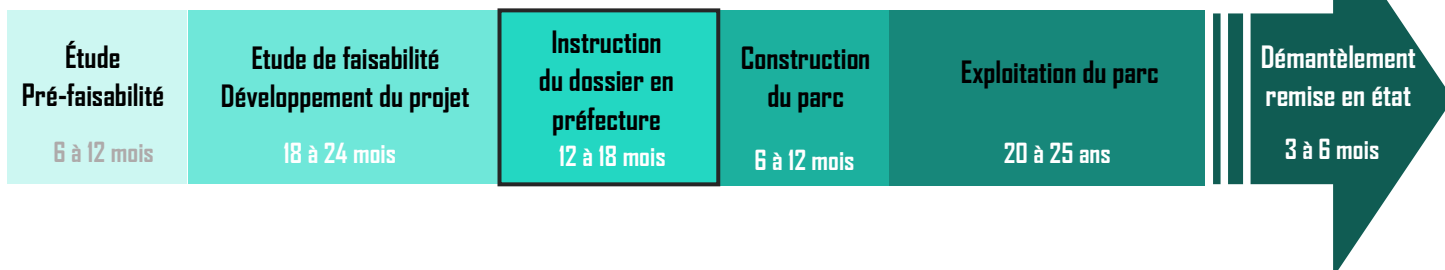 Étude
Pré-faisabilité
6 à 12 mois
Etude de faisabilité
Développement du projet
18 à 24 mois
Instruction
du dossier en
préfecture
12 à 18 mois
Construction
du parc
6 à 12 mois
Exploitation du parc
20 à 25 ans
Démantèlement
remise en état
3 à 6 mois